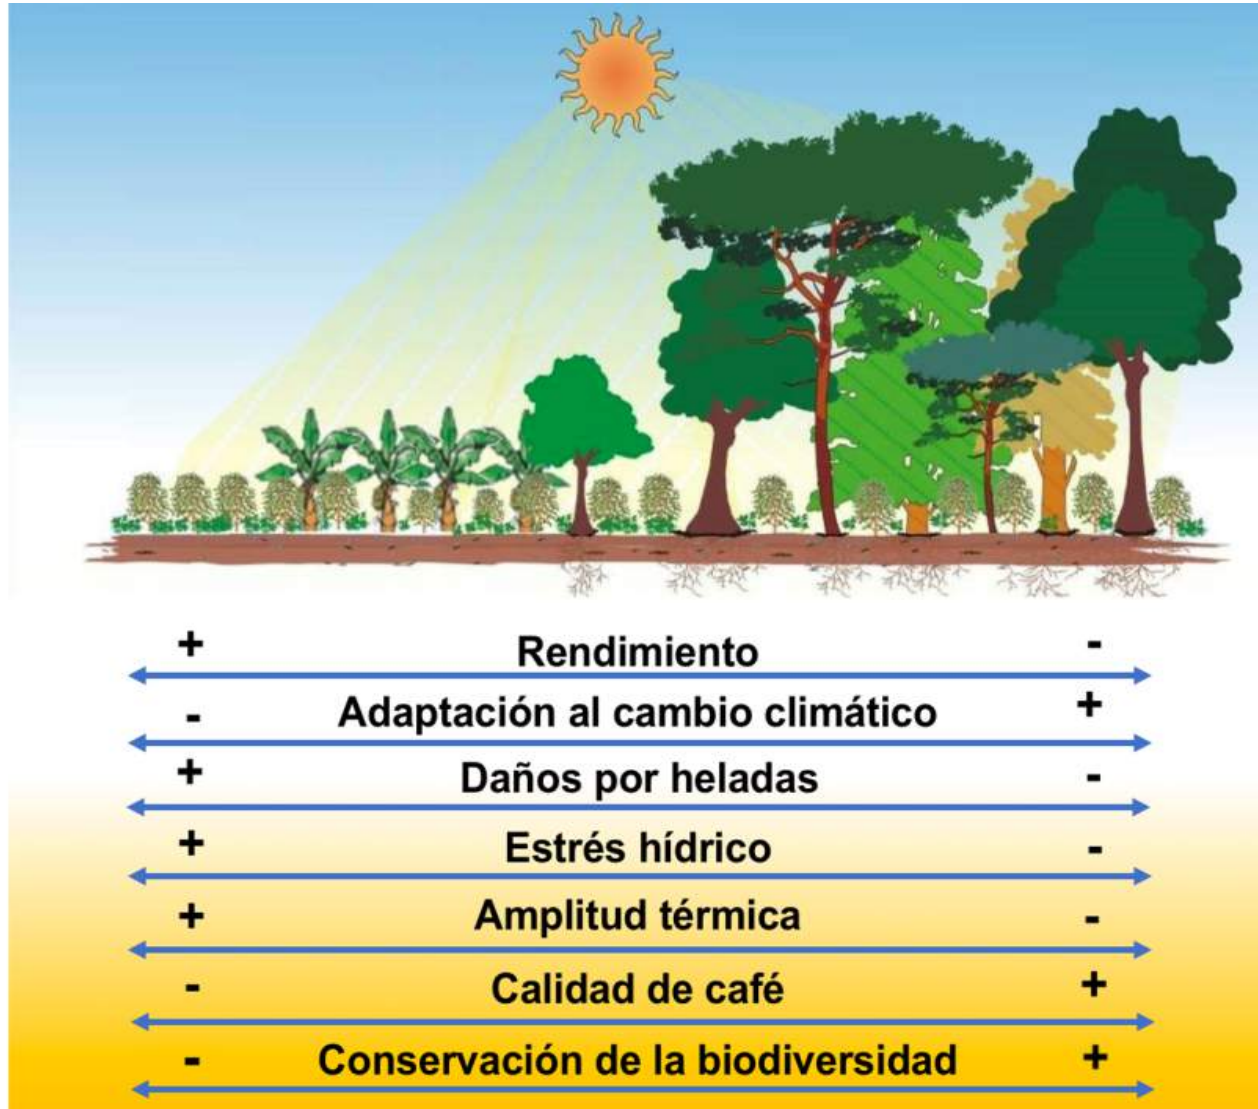 + Rendimiento -
- Adaptación al cambio climático +
+ Daños por heladas -
+ Estrés hídrico -
+ Amplitud térmica -
- Calidad de café +
- Conservación de la biodiversidad +